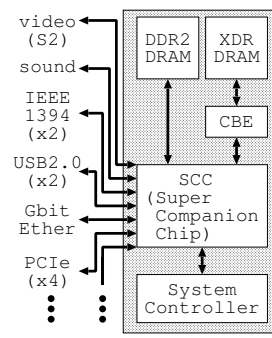 video
(S2)
sound
IEEE
1394
(x2)
USB2.0
(x2)
Gbit
Ether
PCIe
(x4)
DDR2
DRAM
XDR
DRAM
CBE
SCC
(Super
Companion
Chip)
System
Controller